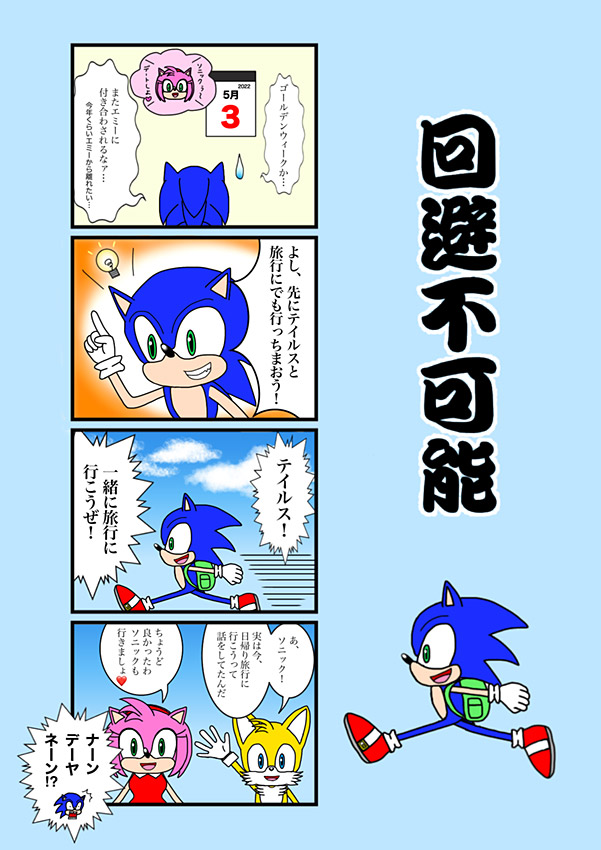 回避不可能
ゴールデンウィークか…
2022
5月
3
ソニックぅ～
デートしよ♥
またエミーに
付き合わされるなァ…
今年くらいエミーから離れたい…
よし、先にテイルスと
旅行にでも行っちまおう！
テイルス！
一緒に旅行に
行こうぜ！
あ、
ソニック！
実は今、
日帰り旅行に
行こうって
話をしてたんだ
ちょうど
良かったわ
ソニックも
行きましょ
❤
ナーン
デーヤ
ネーン!?